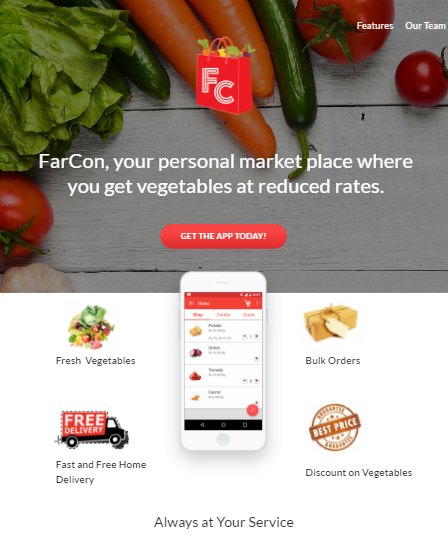 Features Our Team
FC
FarCon, your personal market place where
you get vegetables at reduced rates.
GET THE APP TODAY!
Home
Shop Combo Quote
Potato
Onion
Tomato
Carrot
Fresh Vegetables
Bulk Orders
FREE
DELIVERY
GUARANTEE
BEST PRICE
GUARANTEE
Fast and Free Home
Delivery
Discount on Vegetables
Always at Your Service